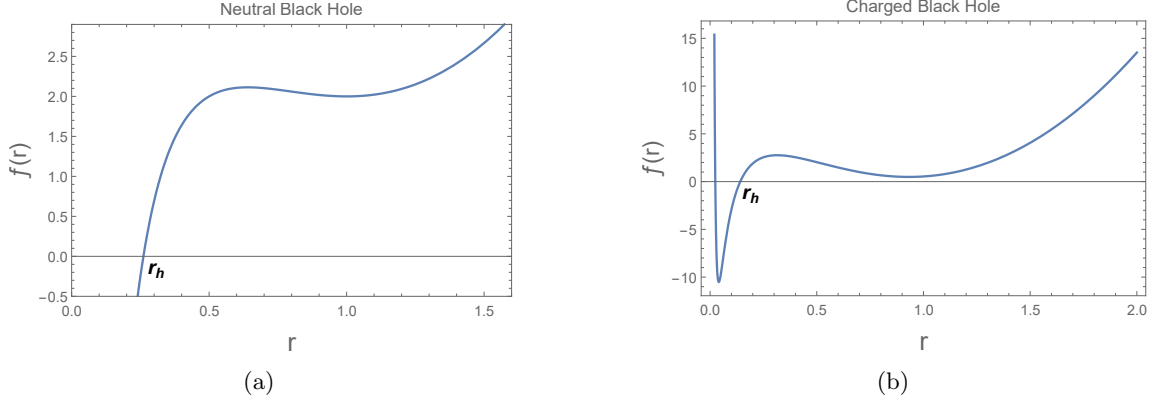 Neutral Black Hole
f(r)
2.5
2.0
1.5
1.0
0.5
0.0
−0.5
r_h
0.0 0.5 1.0 1.5
r
(a)
Charged Black Hole
f(r)
15
10
5
0
−5
−10
r_h
0.0 0.5 1.0 1.5 2.0
r
(b)